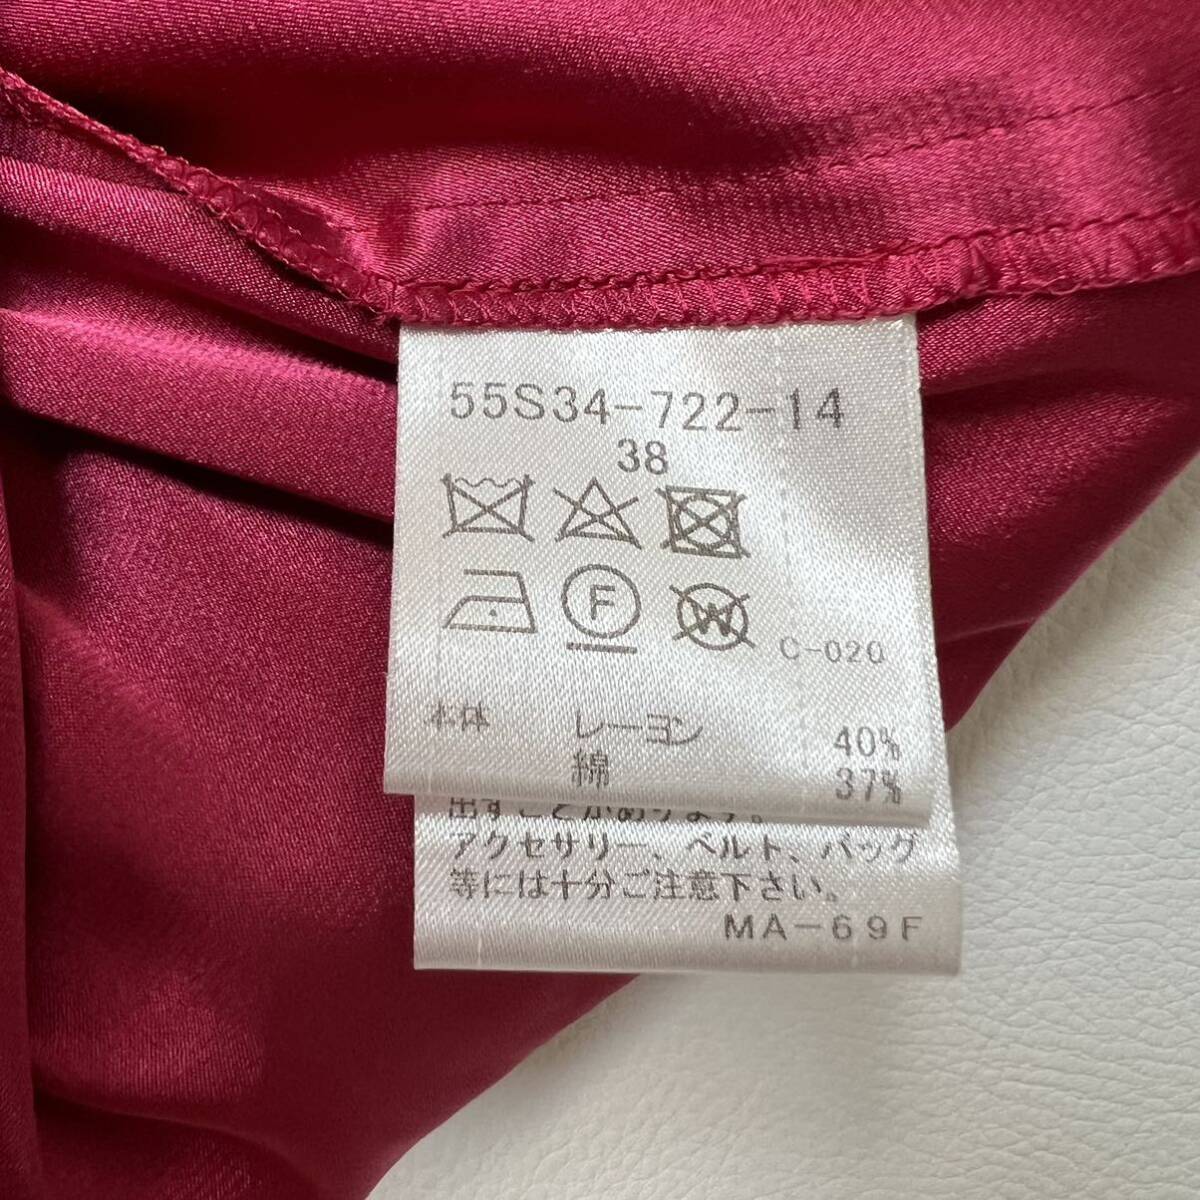 55S34-722-14
38
F
W
C-020
本体 レーヨン 40%
綿 37%
出すことがあります。
アクセサリー、ベルト、バッグ
等には十分ご注意下さい。
MA-69F